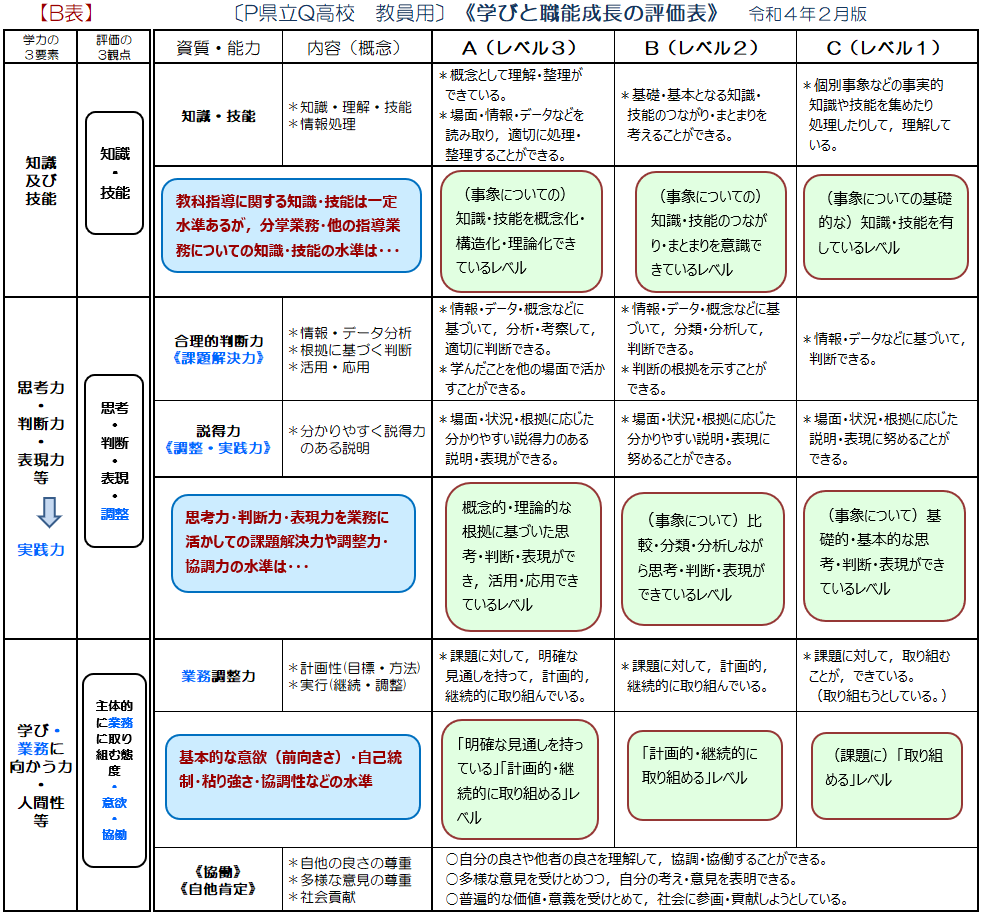 【B表】 〔P県立Q高校 教員用〕《学びと職能成長の評価表》 令和４年２月版
学力の
３要素
評価の
３観点
資質・能力
内容（概念）
A（レベル３）
B（レベル２）
C（レベル１）
知識
及び
技能
知識
・
技能
知識・技能
＊知識・理解・技能
＊情報処理
＊概念として理解・整理が
できている。
＊場面・情報・データなどを
読み取り，適切に処理・
整理することができる。
＊基礎・基本となる知識・
技能のつながり・まとまりを
考えることができる。
＊個別事象などの事実的
知識や技能を集めたり
処理したりして，理解して
いる。
教科指導に関する知識・技能は一定
水準あるが，分掌業務・他の指導業
務についての知識・技能の水準は･･･
（事象についての）
知識・技能を概念化・
構造化・理論化でき
ているレベル
（事象についての）
知識・技能のつなが
り・まとまりを意識で
きているレベル
（事象についての基礎
的な）知識・技能を有
しているレベル
思考力
・
判断力
・
表現力
等
実践力
思考
・
判断
・
表現
・
調整
合理的判断力
《課題解決力》
＊情報・データ分析
＊根拠に基づく判断
＊活用・応用
＊情報・データ・概念などに
基づいて，分析・考察して，
適切に判断できる。
＊学んだことを他の場面で活か
すことができる。
＊情報・データ・概念などに基
づいて，分類・分析して，
判断できる。
＊判断の根拠を示すことが
できる。
＊情報・データなどに基づいて，
判断できる。
説得力
《調整・実践力》
＊分かりやすく説得力
のある説明
＊場面・状況・根拠に応じた
分かりやすい説得力のある
説明・表現ができる。
＊場面・状況・根拠に応じた
分かりやすい説明・表現に
努めることができる。
＊場面・状況・根拠に応じた
説明・表現に努めることが
できる。
思考力・判断力・表現力を業務に
活かしての課題解決力や調整力・
協調力の水準は･･･
概念的・理論的な
根拠に基づいた思
考・判断・表現がで
き，活用・応用でき
ているレベル
（事象について）比
較・分類・分析しなが
ら思考・判断・表現が
できているレベル
（事象について）基
礎的・基本的な思
考・判断・表現ができ
ているレベル
学び・
業務に
向かう力
・
人間性
等
主体的
に業務
に取り
組む態
度
・
意欲
・
協働
業務調整力
＊計画性(目標・方法)
＊実行(継続・調整)
＊課題に対して，明確な
見通しを持って，計画的，
継続的に取り組んでいる。
＊課題に対して，計画的，
継続的に取り組んでいる。
＊課題に対して，取り組む
ことが，できている。
（取り組もうとしている。）
基本的な意欲（前向きさ）・自己統
制・粘り強さ・協調性などの水準
「明確な見通しを持っ
ている」「計画的・継
続的に取り組める」レ
ベル
「計画的・継続的に
取り組める」レベル
（課題に）「取り組
める」レベル
《協働》
《自他肯定》
＊自他の良さの尊重
＊多様な意見の尊重
＊社会貢献
○自分の良さや他者の良さを理解して，協調・協働することができる。
○多様な意見を受けとめつつ，自分の考え・意見を表明できる。
○普遍的な価値・意義を受けとめて，社会に参画・貢献しようとしている。